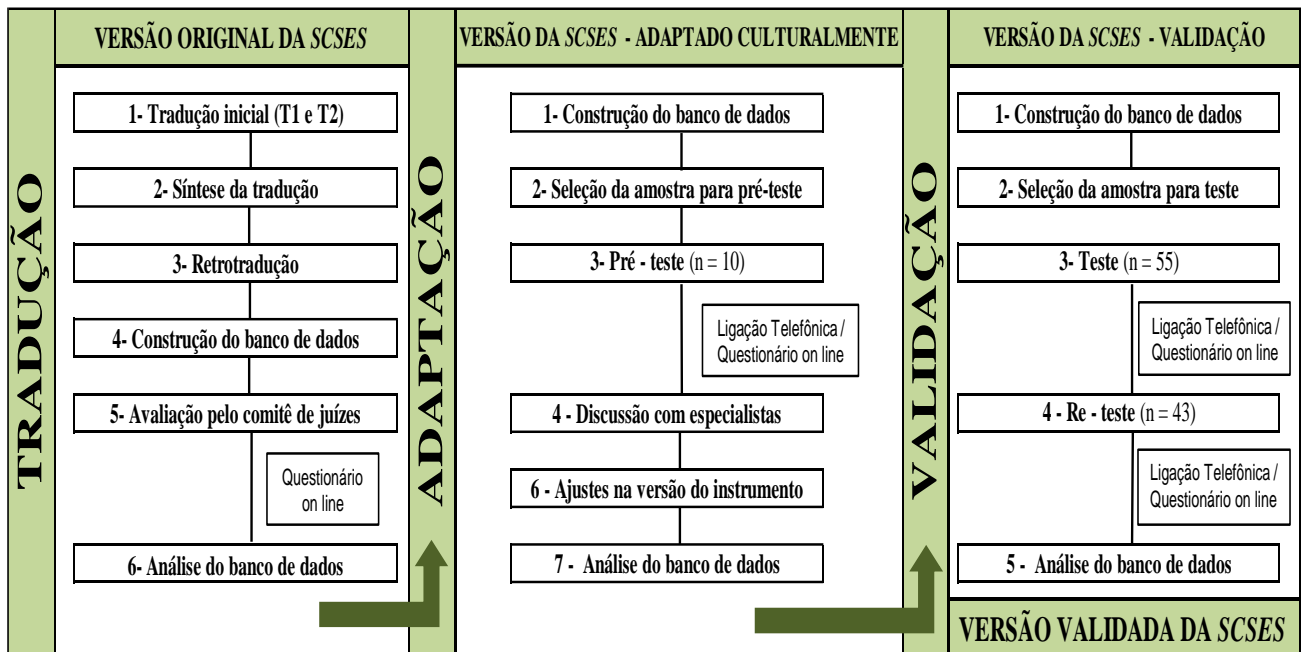 TRADUÇÃO
VERSÃO ORIGINAL DA SCSES
1- Tradução inicial (T1 e T2)
2- Síntese da tradução
3- Retrotradução
4- Construção do banco de dados
5- Avaliação pelo comitê de juízes
Questionário
on line
6- Análise do banco de dados
ADAPTAÇÃO
VERSÃO DA SCSES - ADAPTADO CULTURALMENTE
1- Construção do banco de dados
2- Seleção da amostra para pré-teste
3- Pré - teste (n = 10)
Ligação Telefônica /
Questionário on line
4 - Discussão com especialistas
6 - Ajustes na versão do instrumento
7 - Análise do banco de dados
VALIDAÇÃO
VERSÃO DA SCSES - VALIDAÇÃO
1- Construção do banco de dados
2- Seleção da amostra para teste
3- Teste (n = 55)
Ligação Telefônica /
Questionário on line
4 - Re - teste (n = 43)
Ligação Telefônica /
Questionário on line
5 - Análise do banco de dados
VERSÃO VALIDADA DA SCSES